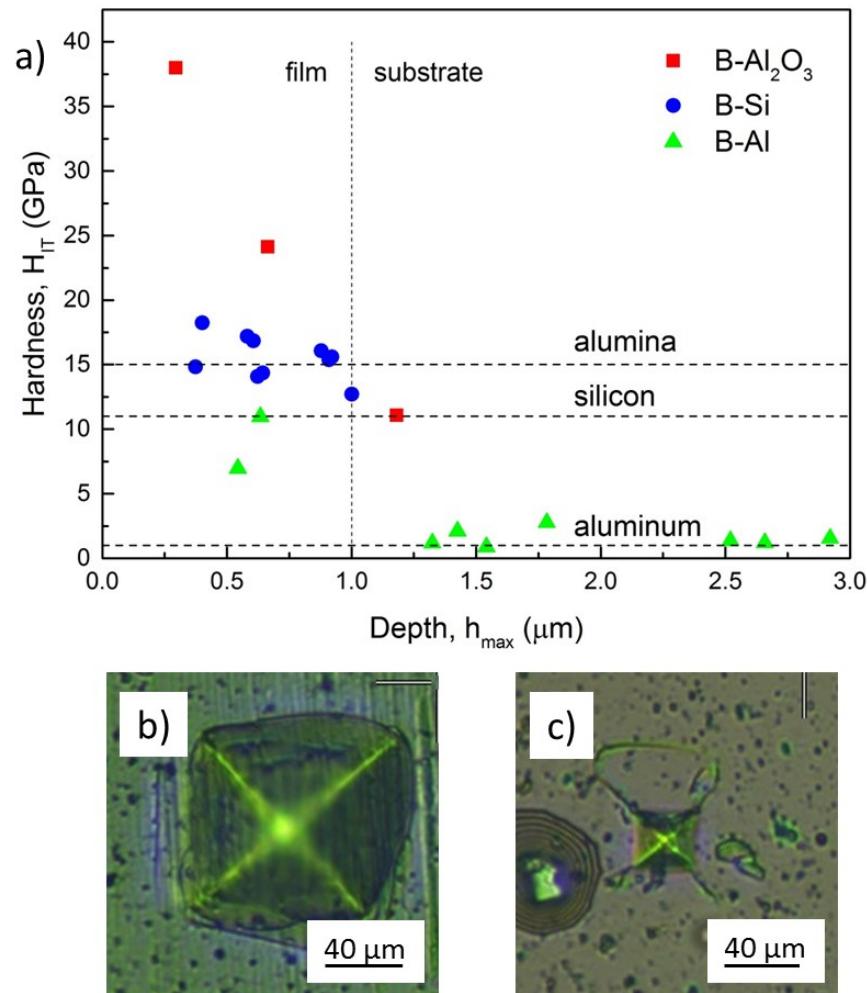 a)
Hardness, H_IT (GPa)
40
35
30
25
20
15
10
5
0
film substrate
B-Al₂O₃
B-Si
B-Al
alumina
silicon
aluminum
0.0 0.5 1.0 1.5 2.0 2.5 3.0
Depth, h_max (μm)
b)
40 μm
c)
40 μm